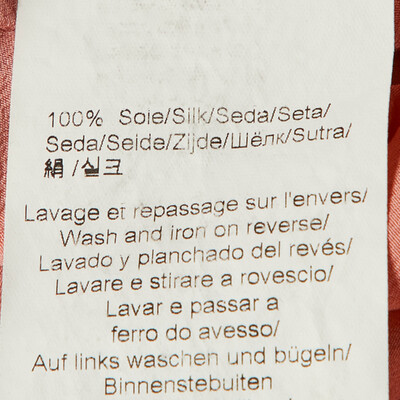 100% Soie/Silk/Seda/Seta/
Seda/Seide/Zijde/Шёлк/Sutra/
絹/실크
Lavage et repassage sur l'envers/
Wash and iron on reverse/
Lavado y planchado del revés/
Lavare e stirare a rovescio/
Lavar e passar a
ferro do avesso/
Auf links waschen und bügeln/
Binnenstebuiten